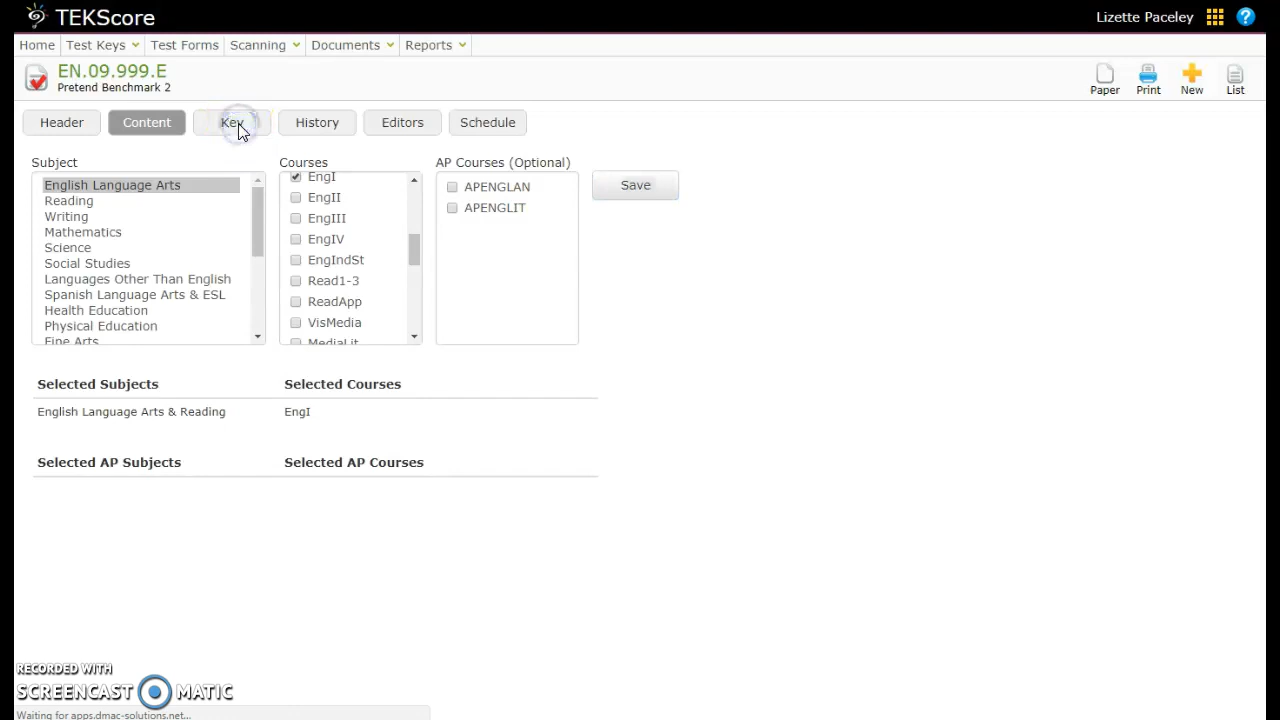 TEKScore
Lizette Paceley
?
Home
Test Keys
Test Forms
Scanning
Documents
Reports
EN.09.999.E
Pretend Benchmark 2
Paper
Print
New
List
Header
Content
Key
History
Editors
Schedule
Subject
Courses
AP Courses (Optional)
English Language Arts
Reading
Writing
Mathematics
Science
Social Studies
Languages Other Than English
Spanish Language Arts & ESL
Health Education
Physical Education
Fine Arts
EngI
EngII
EngIII
EngIV
EngIndSt
Read1-3
ReadApp
VisMedia
MediaLit
APENGLAN
APENGLIT
Save
Selected Subjects
Selected Courses
English Language Arts & Reading
EngI
Selected AP Subjects
Selected AP Courses
RECORDED WITH
SCREENCAST MATIC
Waiting for apps.dmac-solutions.net...